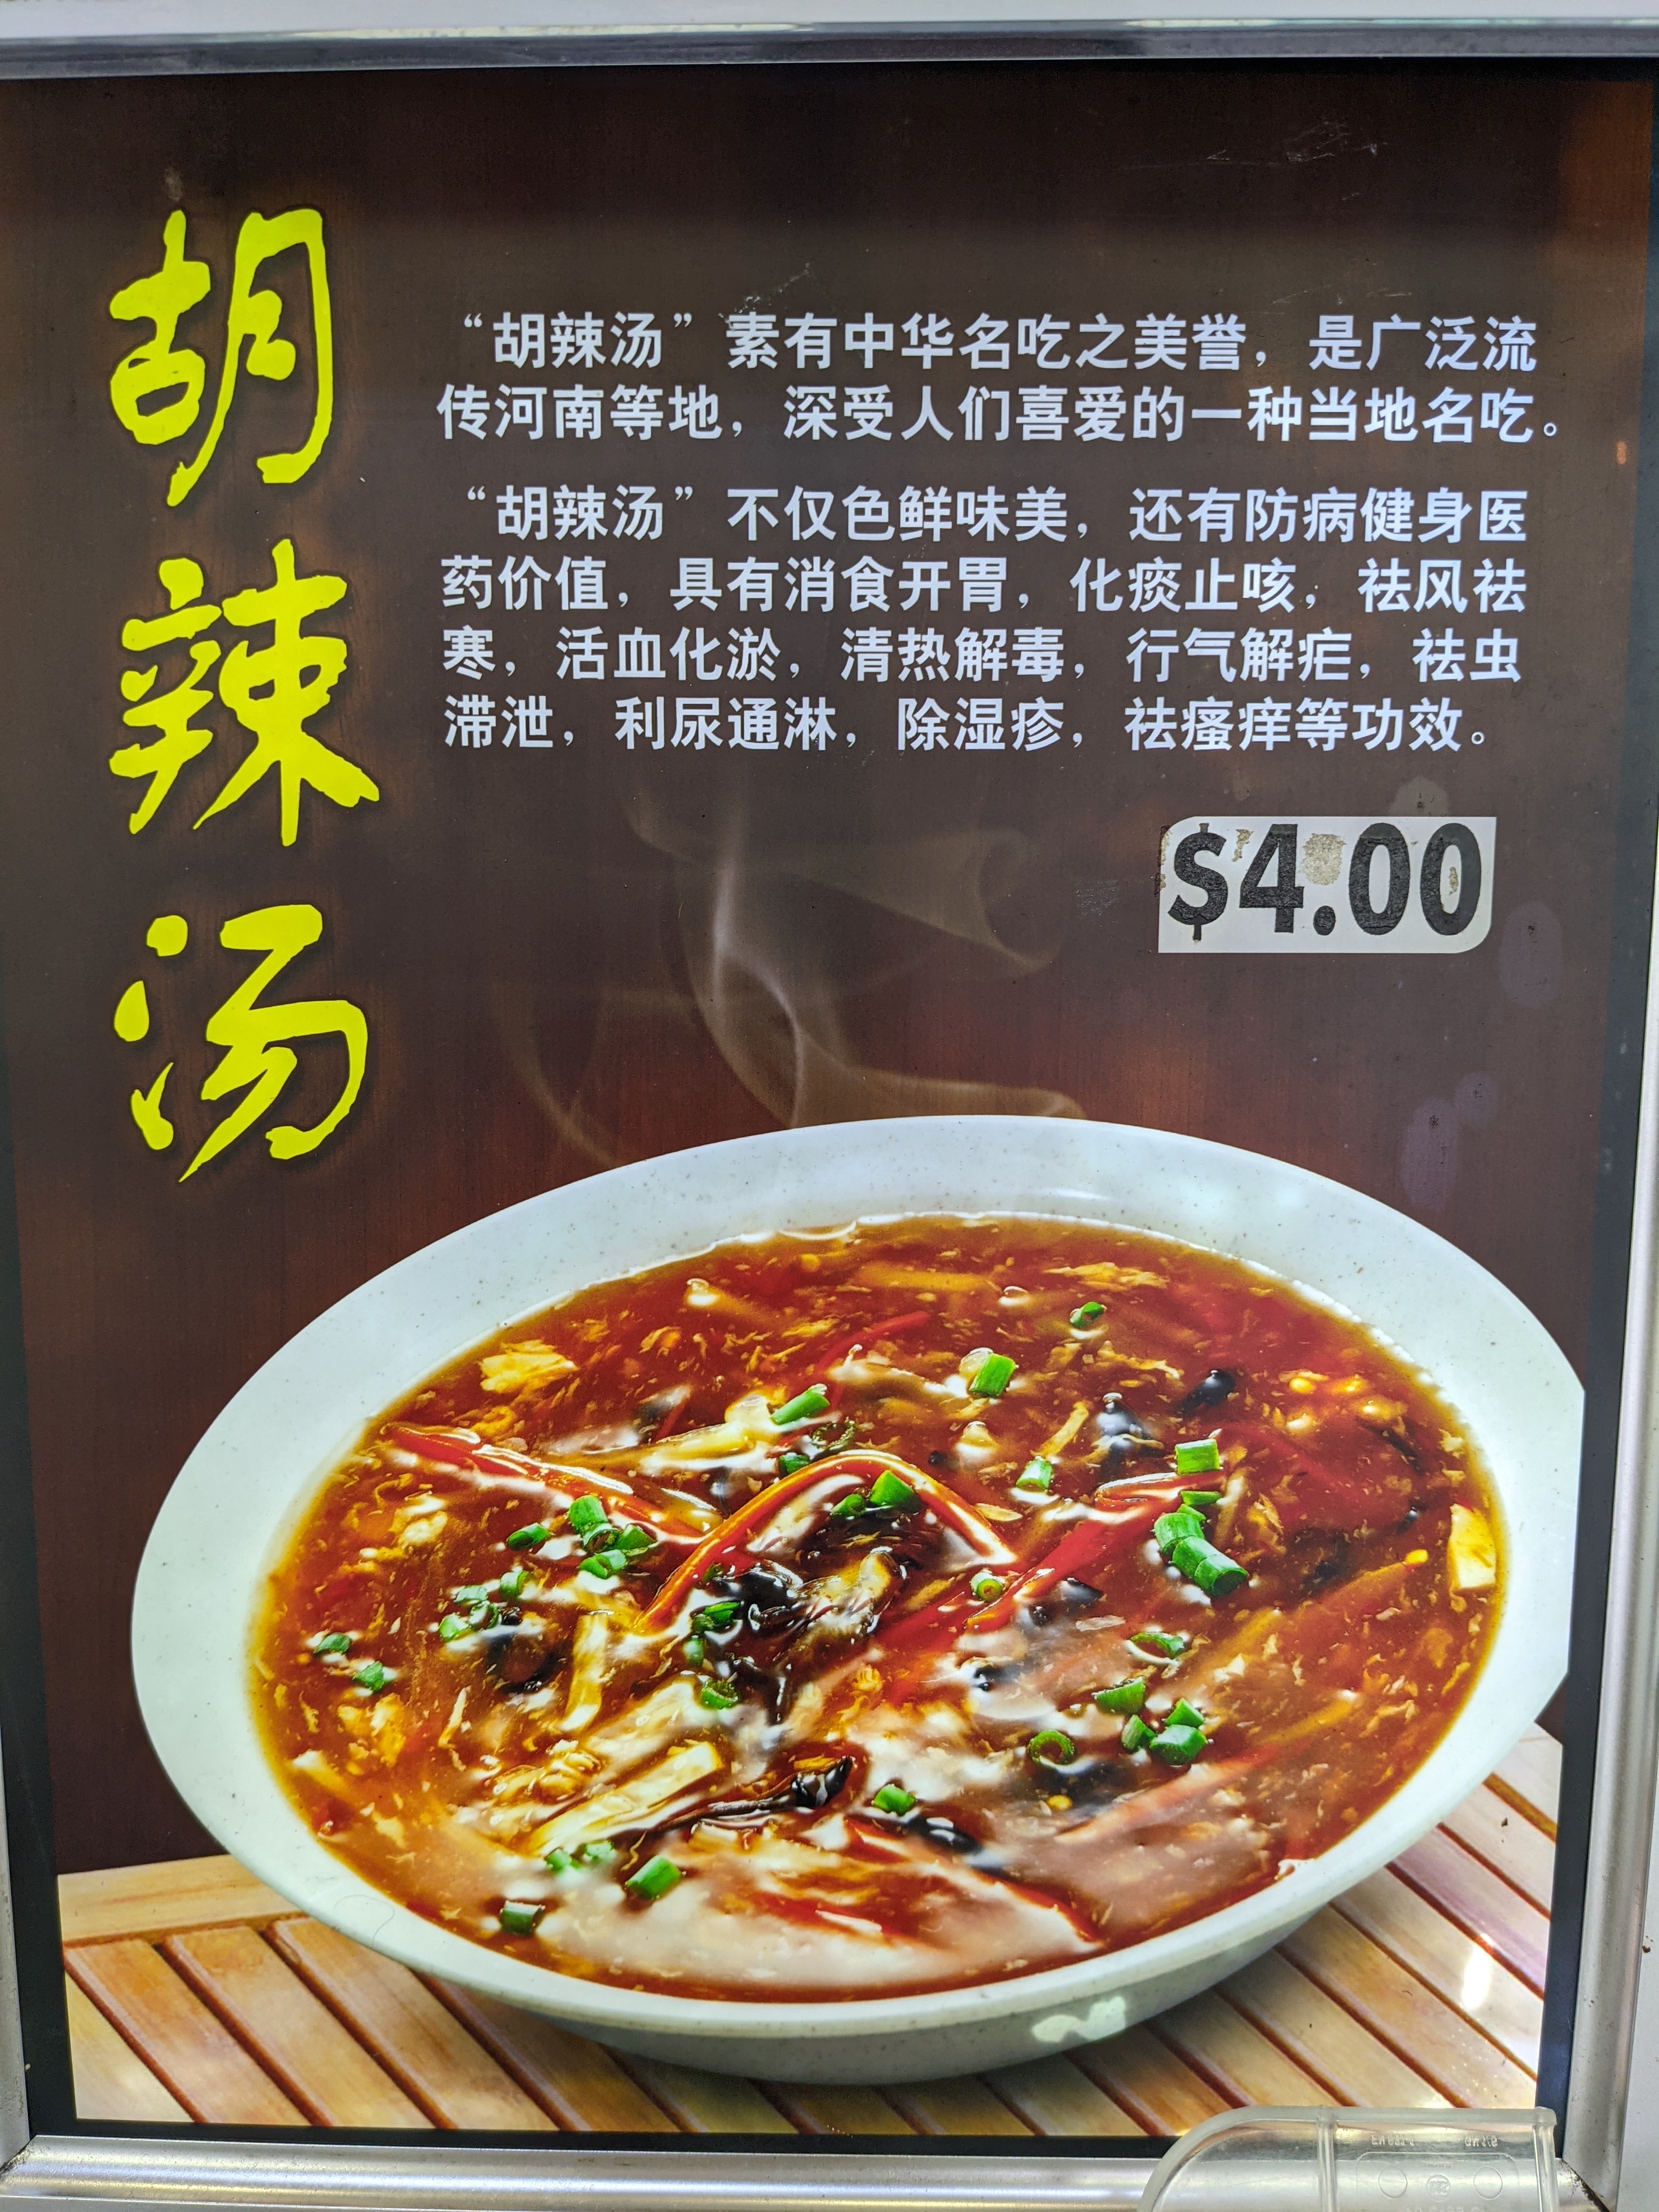 胡辣汤
“胡辣汤”素有中华名吃之美誉，是广泛流
传河南等地，深受人们喜爱的一种当地名吃。
“胡辣汤”不仅色鲜味美，还有防病健身医
药价值，具有消食开胃，化痰止咳，祛风祛
寒，活血化淤，清热解毒，行气解疟，祛虫
滞泄，利尿通淋，除湿疹，祛瘙痒等功效。
$4.00